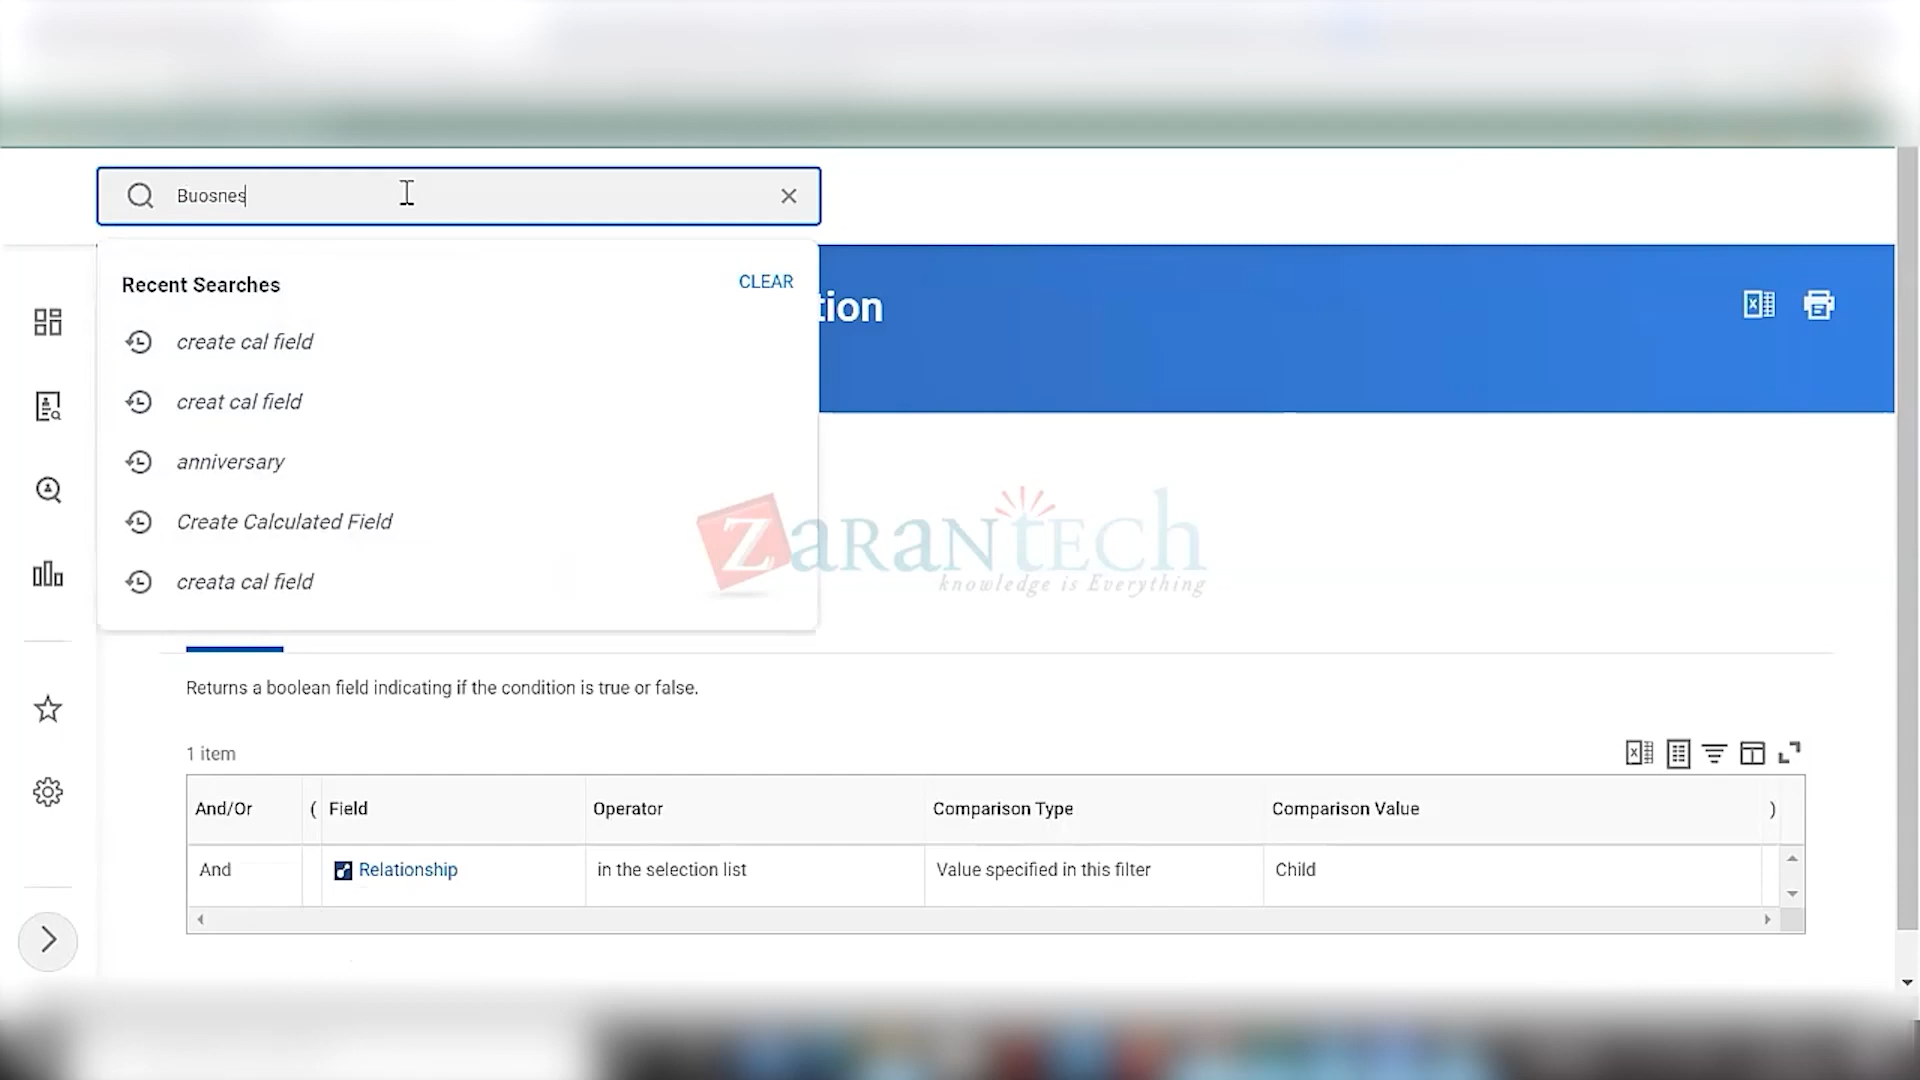 Buosnes
Recent Searches
CLEAR
create cal field
creat cal field
anniversary
Create Calculated Field
creata cal field
tion
ZaranTech
knowledge is Everything
Returns a boolean field indicating if the condition is true or false.
1 item
And/Or ( Field Operator Comparison Type Comparison Value )
And Relationship in the selection list Value specified in this filter Child